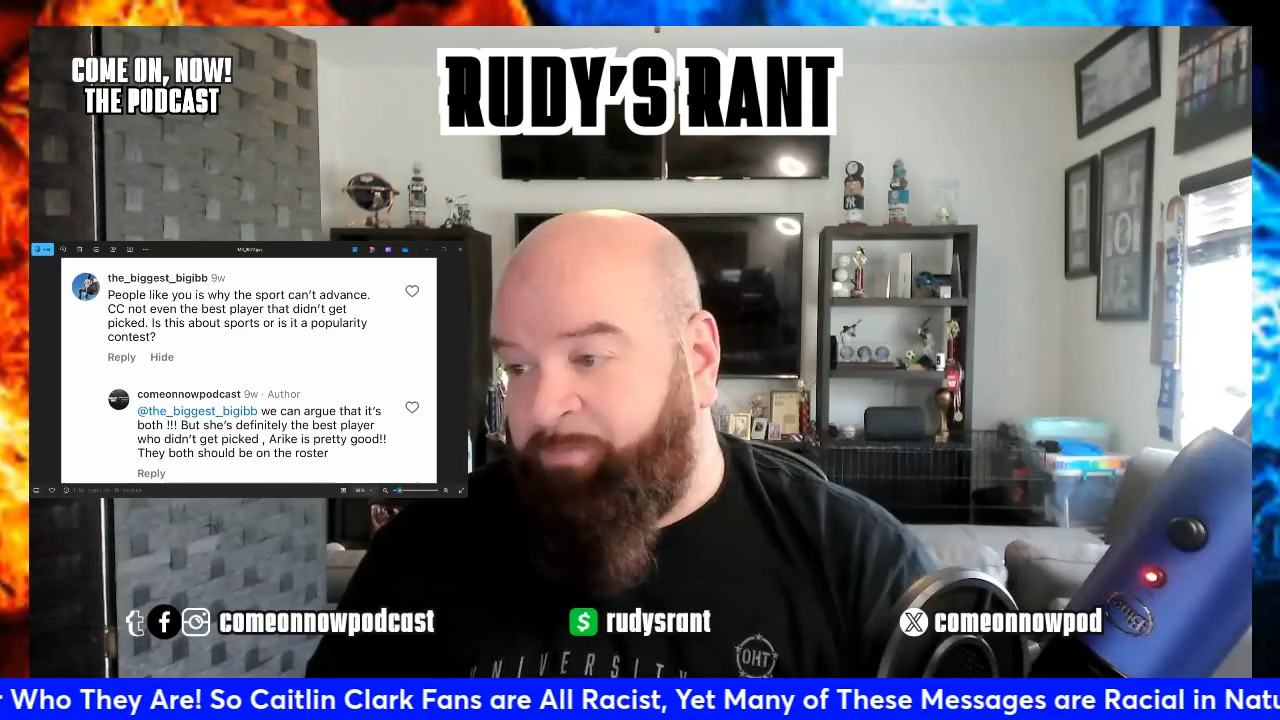 COME ON, NOW!
THE PODCAST
RUDY'S RANT
the_biggest_bigibb 9w
People like you is why the sport can't advance.
CC not even the best player that didn't get
picked. Is this about sports or is it a popularity
contest?
Reply Hide
comeonnowpodcast 9w · Author
@the_biggest_bigibb we can argue that it's
both !!! But she's definitely the best player
who didn't get picked , Arike is pretty good!!
They both should be on the roster
Reply
comeonnowpodcast
rudysrant
comeonnowpod
Blue
UNIVERSITY
OHT
r Who They Are! So Caitlin Clark Fans are All Racist, Yet Many of These Messages are Racial in Natu